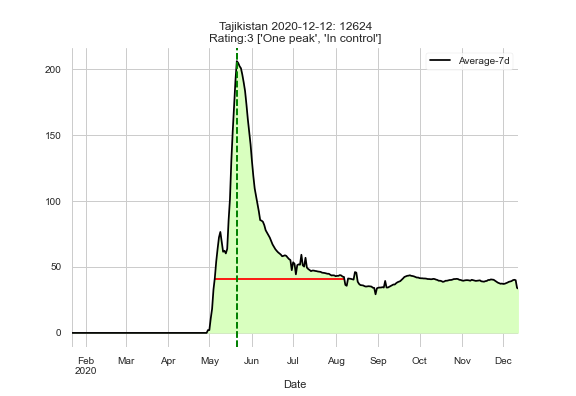 Tajikistan 2020-12-12: 12624
Rating:3 ['One peak', 'In control']
Average-7d
200
150
100
50
0
Feb Mar Apr May Jun Jul Aug Sep Oct Nov Dec
2020
Date